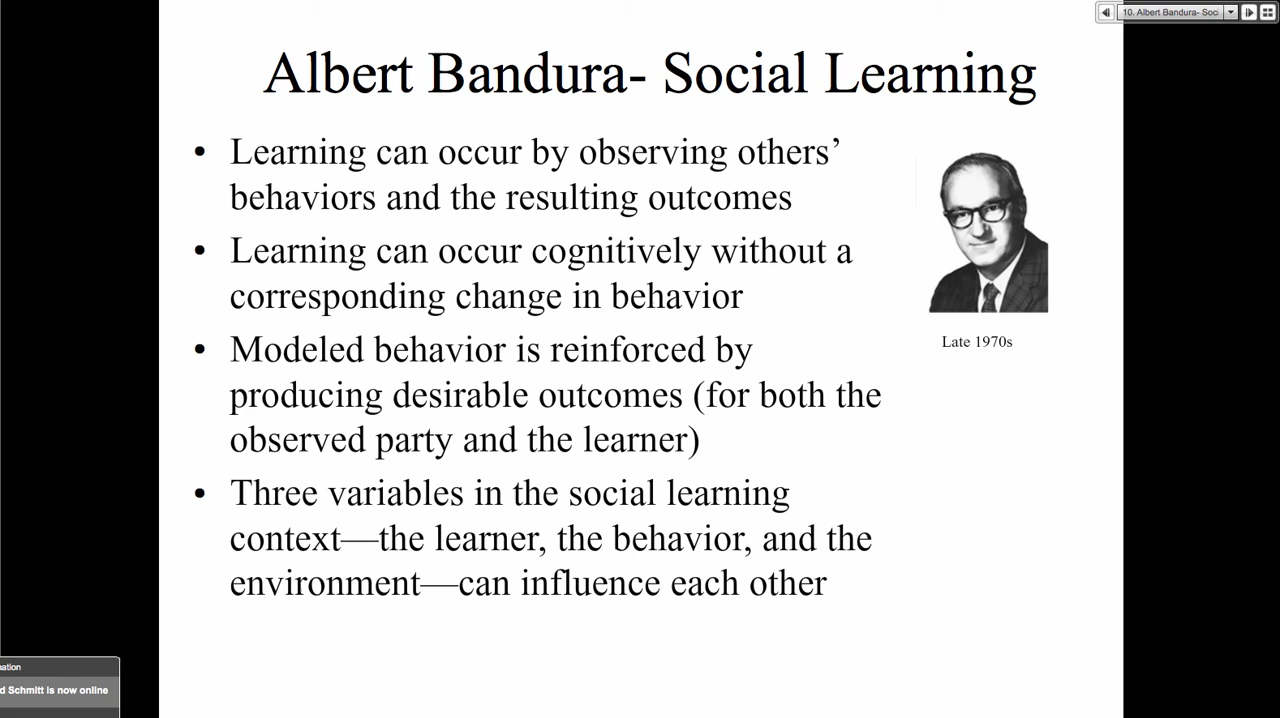 10. Albert Bandura- Soci
Albert Bandura- Social Learning
• Learning can occur by observing others’
behaviors and the resulting outcomes
• Learning can occur cognitively without a
corresponding change in behavior
• Modeled behavior is reinforced by
producing desirable outcomes (for both the
observed party and the learner)
• Three variables in the social learning
context—the learner, the behavior, and the
environment—can influence each other
Late 1970s
Schmitt is now online